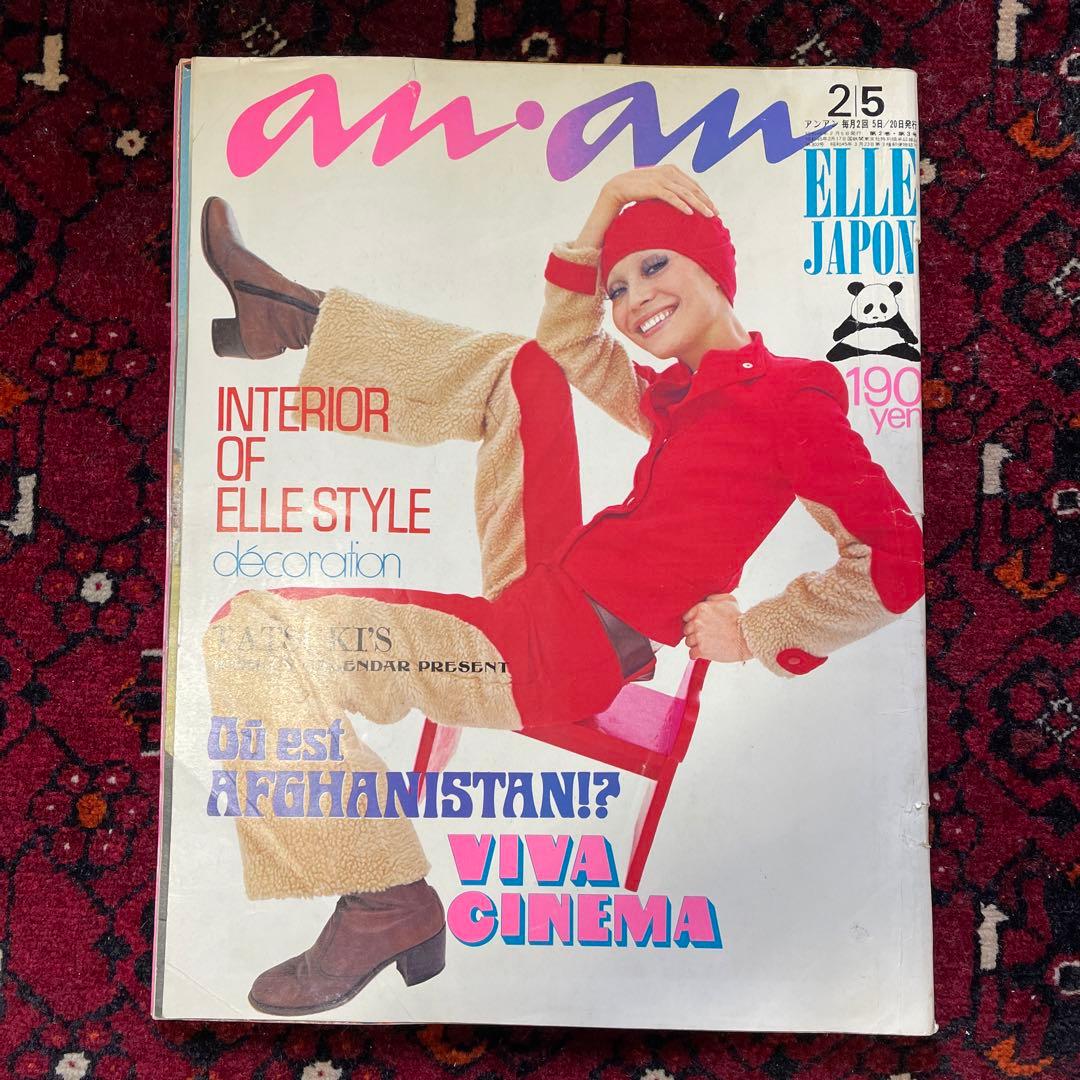 an・an
2|5
アンアン 毎月2回 5日/20日発行
ELLE
JAPON
190
yen
INTERIOR
OF
ELLE STYLE
décoration
KI'S
PRESENT
Où est
AFGHANISTAN!?
VIVA
CINEMA